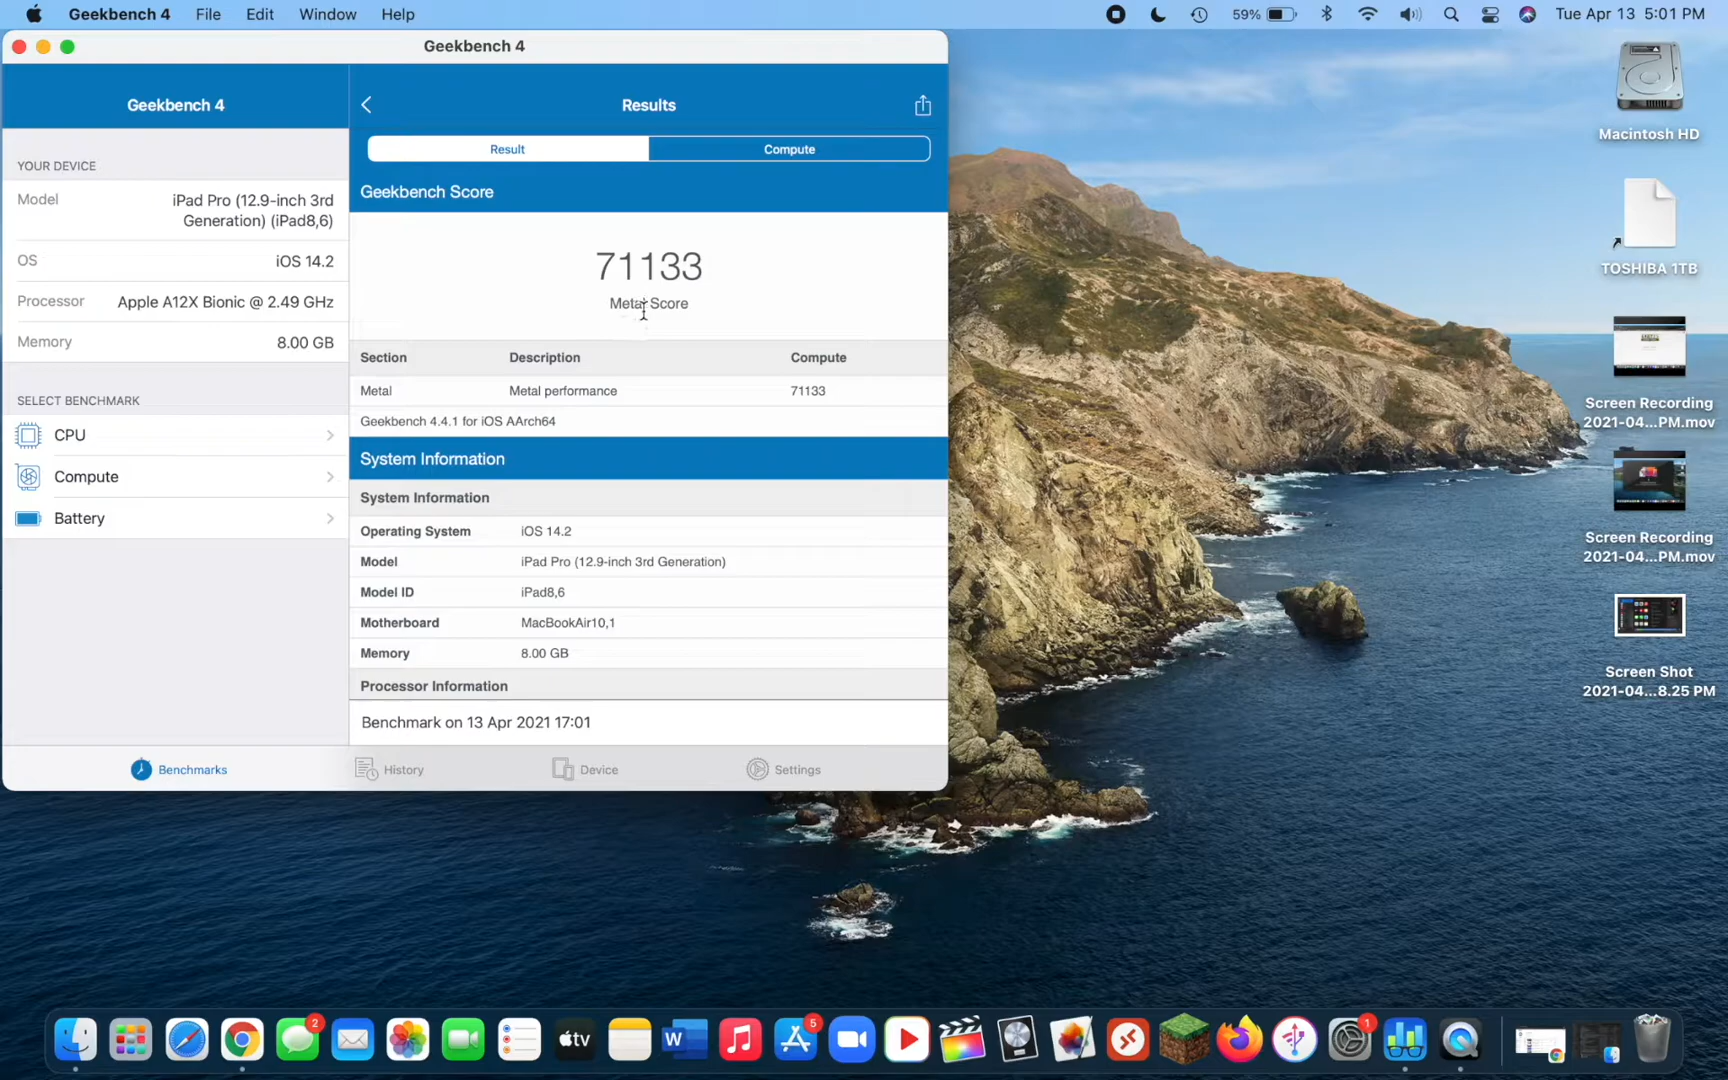 Geekbench 4 File Edit Window Help 59% Tue Apr 13 5:01 PM
Geekbench 4
Geekbench 4
Results
Result Compute
YOUR DEVICE
Model iPad Pro (12.9-inch 3rd
Generation) (iPad8,6)
OS iOS 14.2
Processor Apple A12X Bionic @ 2.49 GHz
Memory 8.00 GB
SELECT BENCHMARK
CPU
Compute
Battery
Geekbench Score
71133
Metal Score
Section Description Compute
Metal Metal performance 71133
Geekbench 4.4.1 for iOS AArch64
System Information
System Information
Operating System iOS 14.2
Model iPad Pro (12.9-inch 3rd Generation)
Model ID iPad8,6
Motherboard MacBookAir10,1
Memory 8.00 GB
Processor Information
Benchmark on 13 Apr 2021 17:01
Benchmarks History Device Settings
Macintosh HD
TOSHIBA 1TB
Screen Recording
2021-04...PM.mov
Screen Recording
2021-04...PM.mov
Screen Shot
2021-04...8.25 PM
2
tv
W
5
1